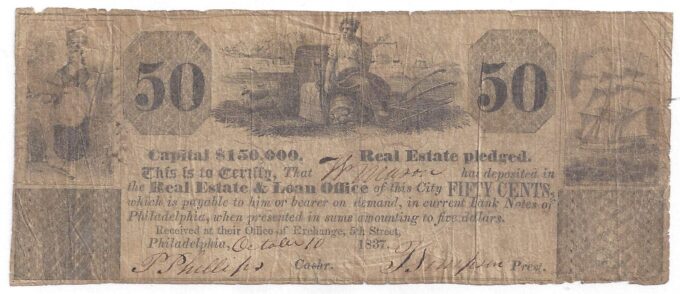 50 50
Capital $150,000. Real Estate pledged.
This is to Certify, That has deposited in
the Real Estate & Loan Office of this City FIFTY CENTS,
which is payable to him or bearer on demand, in current Bank Notes of
Philadelphia, when presented in sums amounting to five dollars.
Received at their Office of Exchange, 5th Street,
Philadelphia, October 10 1837.
P Phillips Cashr. Prest.